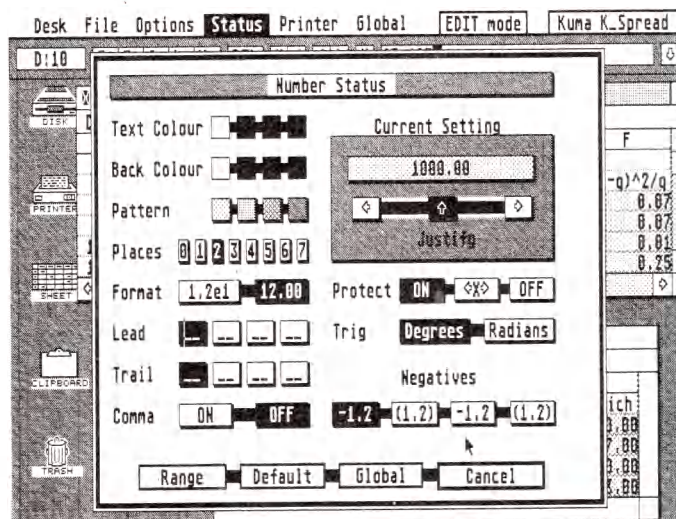 Desk File Options Status Printer Global EDIT mode Kuma K_Spread
D:10
Number Status
DISK
Text Colour
Current Setting
F
Back Colour
1000.00
-q)^2/q
PRINTER
Pattern
0.07
0.07
Justify
0.01
Places 0 1 2 3 4 5 6 7
0.25
SHEET
Format 1.2e1 12.00 Protect ON <X> OFF
Lead
Trig Degrees Radians
CLIPBOARD
Trail
Negatives
ich
Comma ON OFF -1.2 (1.2) -1.2 (1.2)
TRASH
Range Default Global Cancel